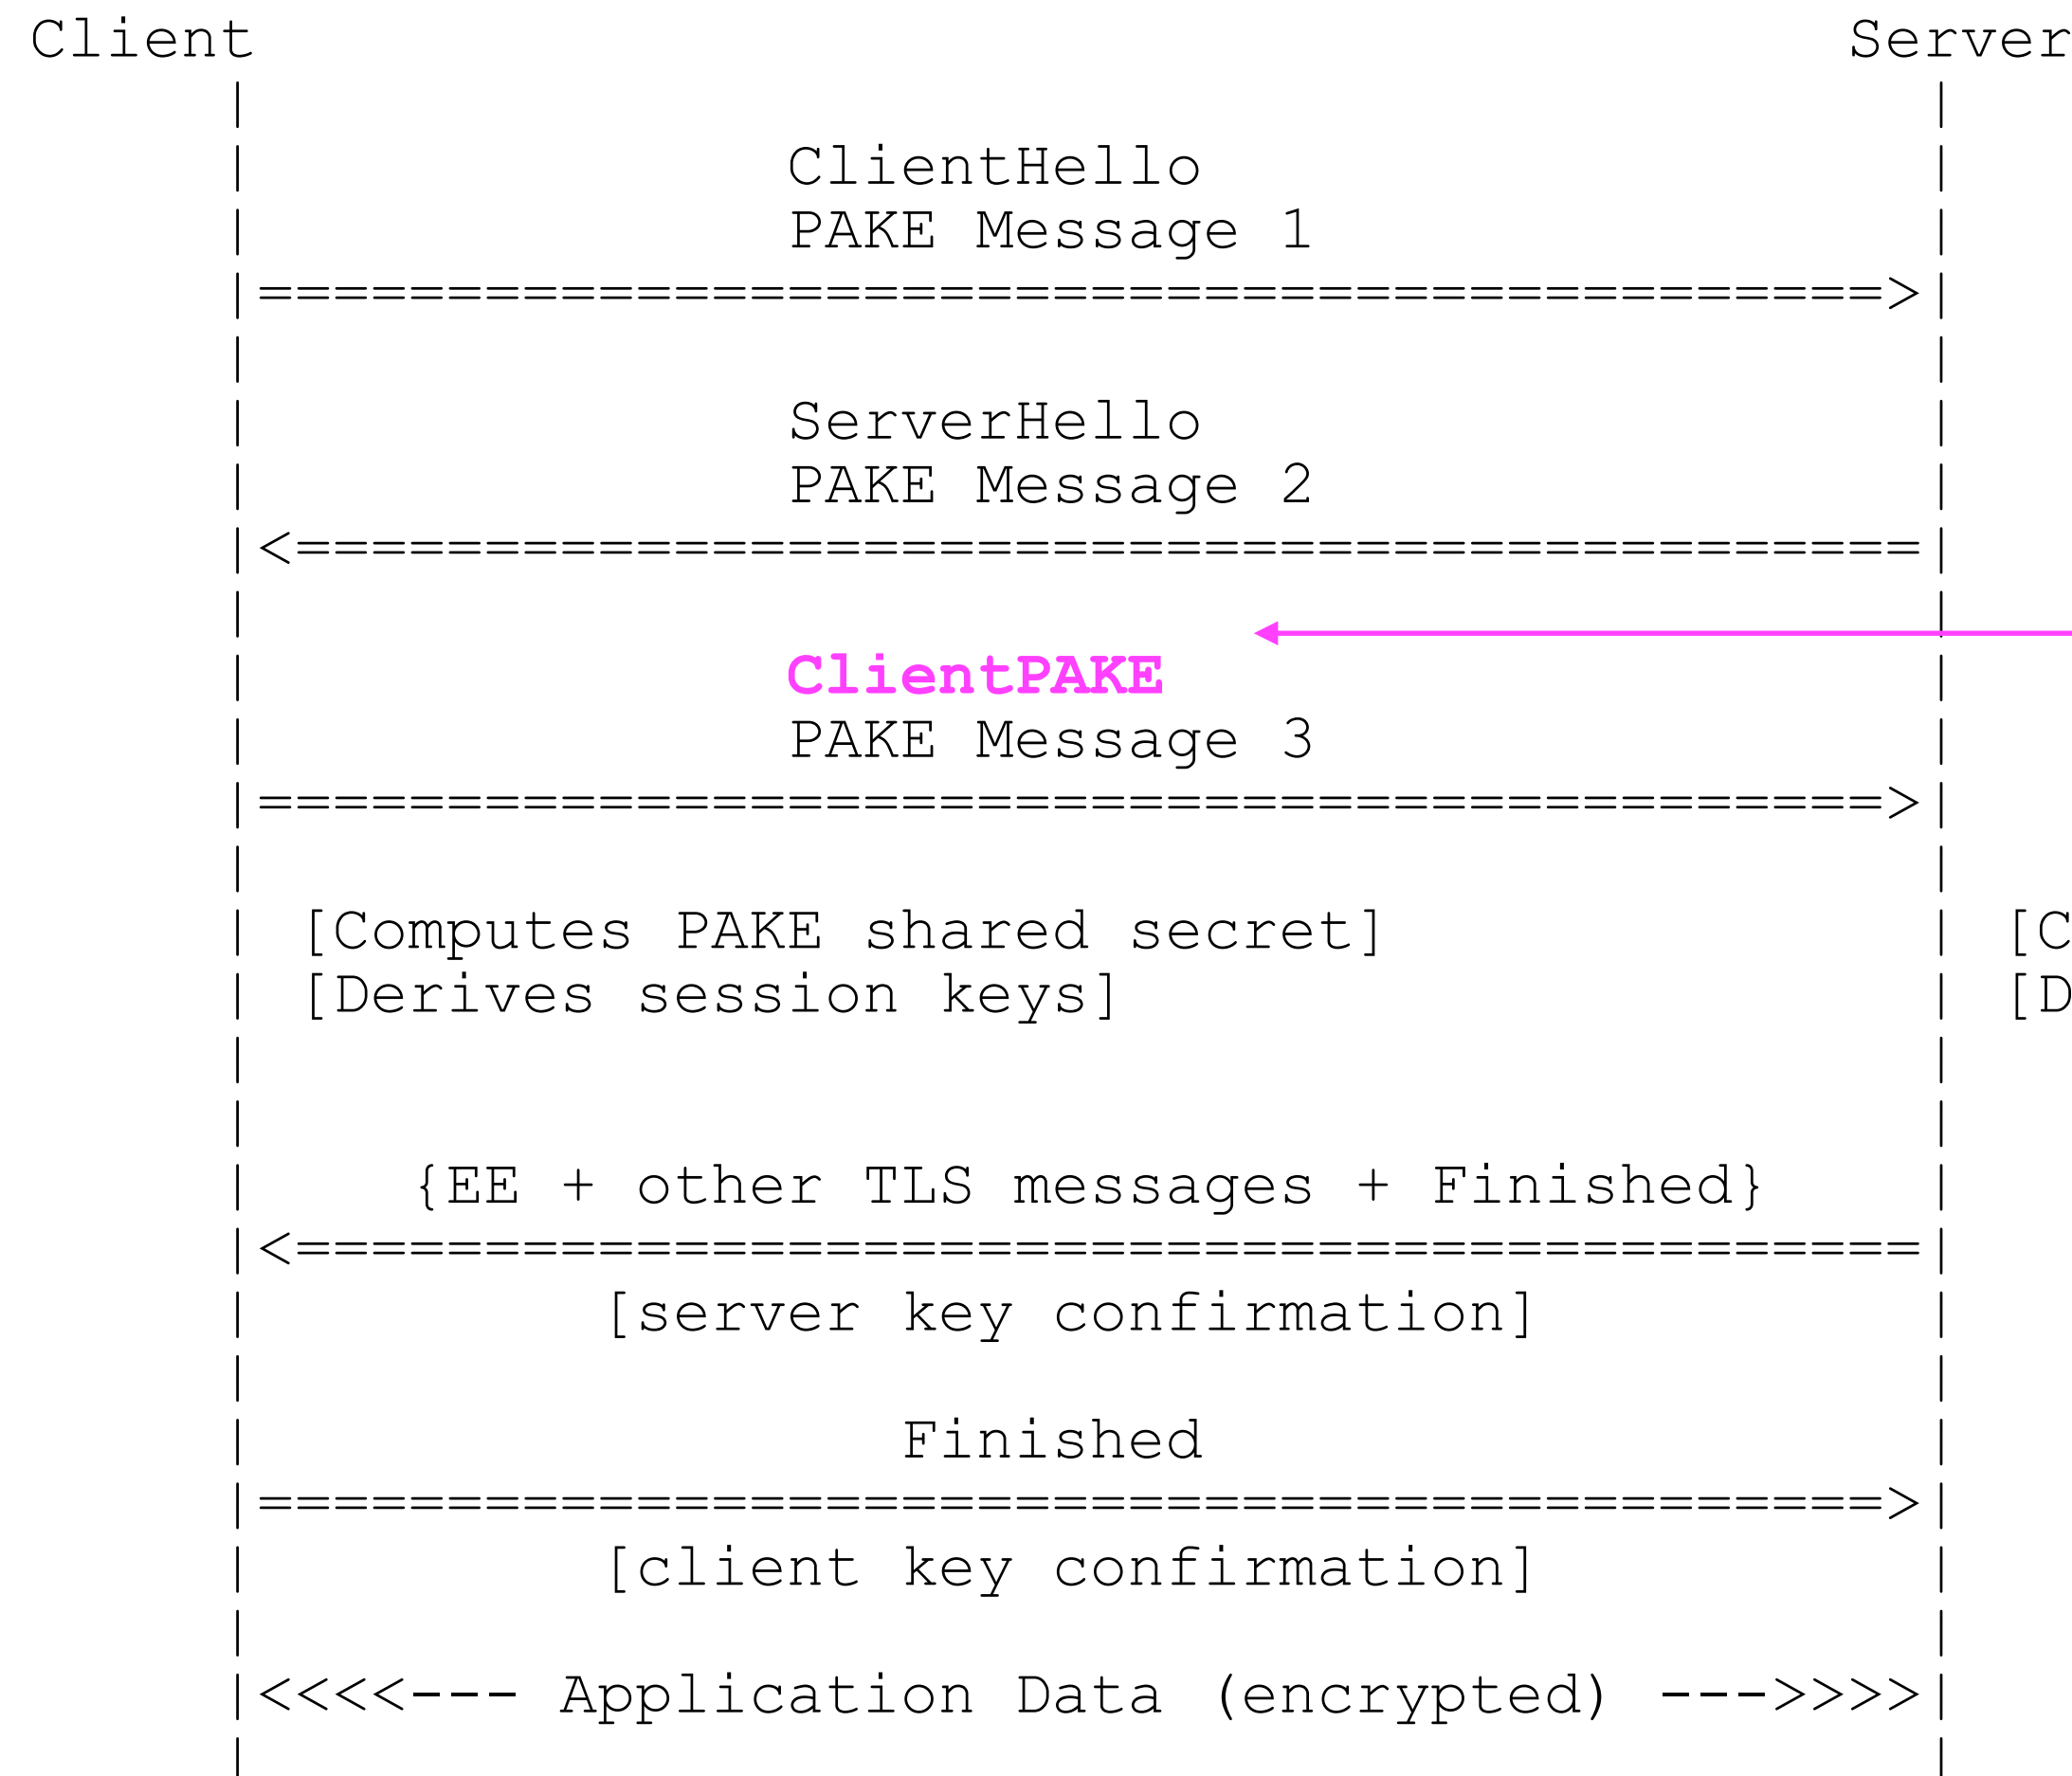 Client Server
ClientHello
PAKE Message 1
===========================================>
ServerHello
PAKE Message 2
<===========================================
ClientPAKE
PAKE Message 3
===========================================>
[Computes PAKE shared secret] [C
[Derives session keys] [D
{EE + other TLS messages + Finished}
<===========================================
[server key confirmation]
Finished
===========================================>
[client key confirmation]
<<<<--- Application Data (encrypted) --->>>>